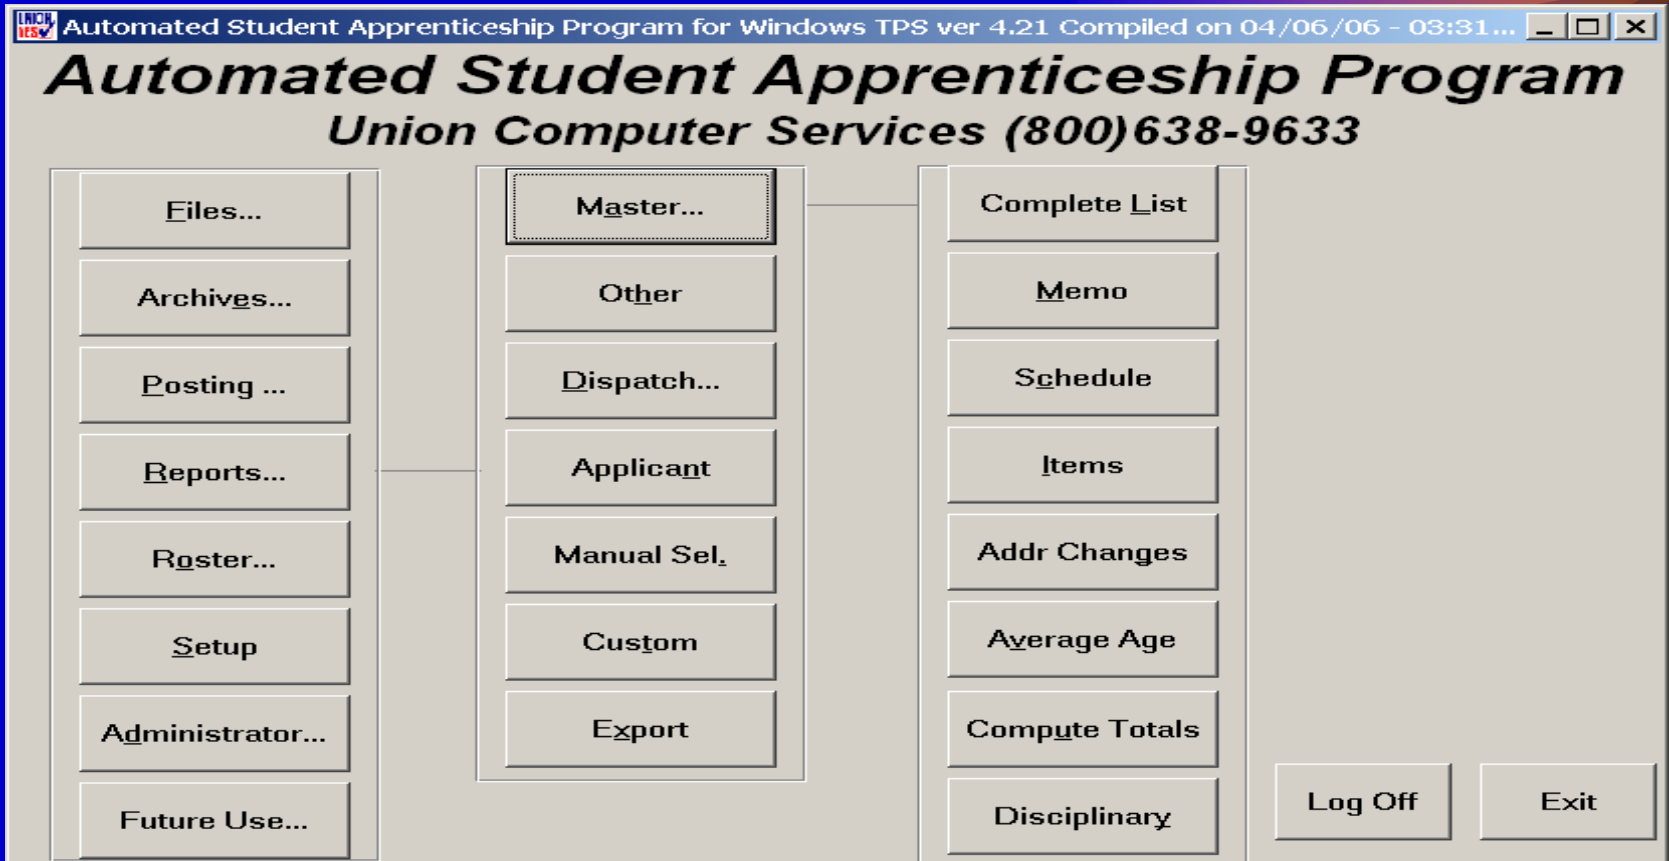 UNION
YES
Automated Student Apprenticeship Program for Windows TPS ver 4.21 Compiled on 04/06/06 - 03:31...
Automated Student Apprenticeship Program
Union Computer Services (800)638-9633
Files...
Archives...
Posting ...
Reports...
Roster...
Setup
Administrator...
Future Use...
Master...
Other
Dispatch...
Applicant
Manual Sel.
Custom
Export
Complete List
Memo
Schedule
Items
Addr Changes
Average Age
Compute Totals
Disciplinary
Log Off
Exit